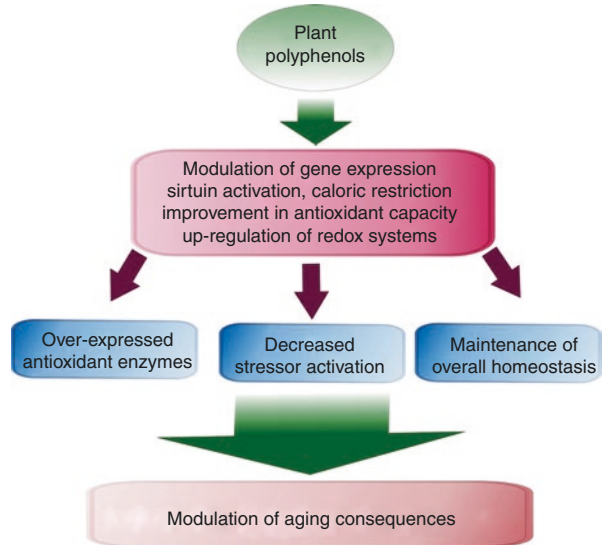 Plant
polyphenols
Modulation of gene expression
sirtuin activation, caloric restriction
improvement in antioxidant capacity
up-regulation of redox systems
Over-expressed
antioxidant enzymes
Decreased
stressor activation
Maintenance of
overall homeostasis
Modulation of aging consequences